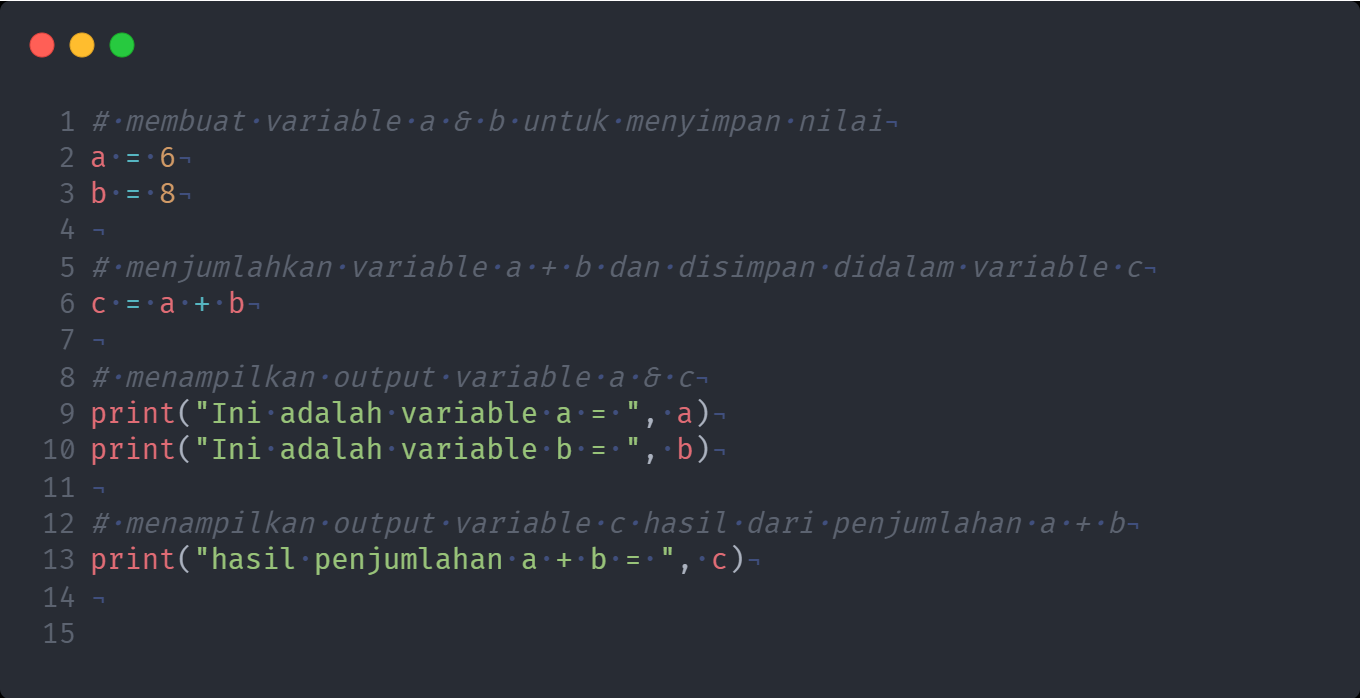 1 # membuat variable a & b untuk menyimpan nilai¬
2 a = 6¬
3 b = 8¬
4 ¬
5 # menjumlahkan variable a + b dan disimpan didalam variable c¬
6 c = a + b¬
7 ¬
8 # menampilkan output variable a & c¬
9 print("Ini adalah variable a = ", a)¬
10 print("Ini adalah variable b = ", b)¬
11 ¬
12 # menampilkan output variable c hasil dari penjumlahan a + b¬
13 print("hasil penjumlahan a + b = ", c)¬
14 ¬
15